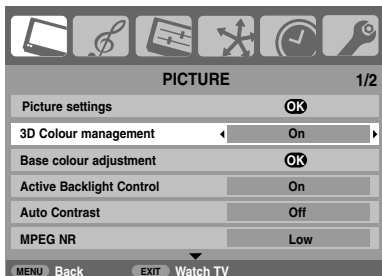 PICTURE 1/2
Picture settings OK
3D Colour management On
Base colour adjustment OK
Active Backlight Control On
Auto Contrast Off
MPEG NR Low
MENU Back EXIT Watch TV